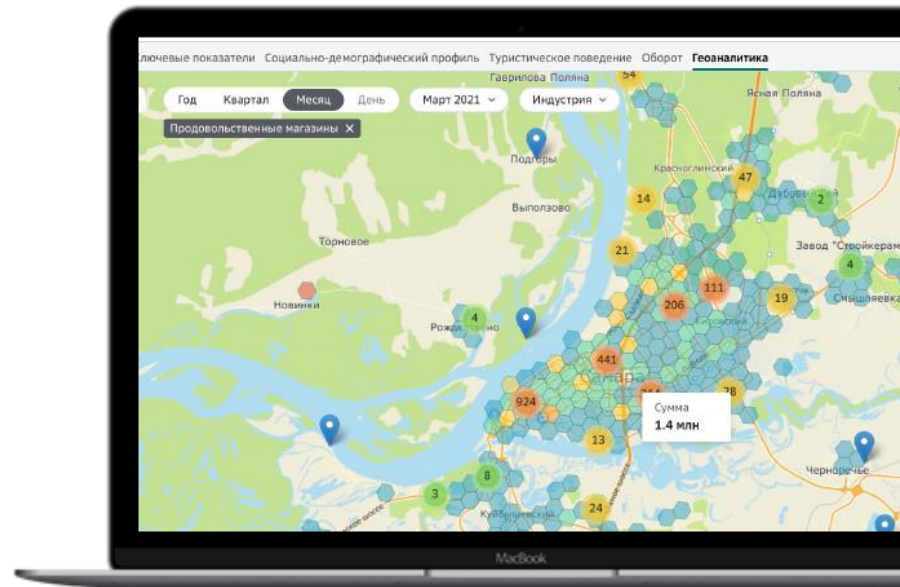 Ключевые показатели Социально-демографический профиль Туристическое поведение Оборот Геоаналитика
Гаврилова Поляна
54
Год Квартал Месяц День Март 2021 Индустрия
Ясная Поляна
Продовольственные магазины X
Подгоры
Красноглинский
47
14
2
Выползово
Торновое
21
Завод "Стройкерам
4
111
19
Смышляевка
Новинки
206
4
Кировский
441
924
28
Сумма
1.4 млн
13
Черноречье
8
3
24
MacBook